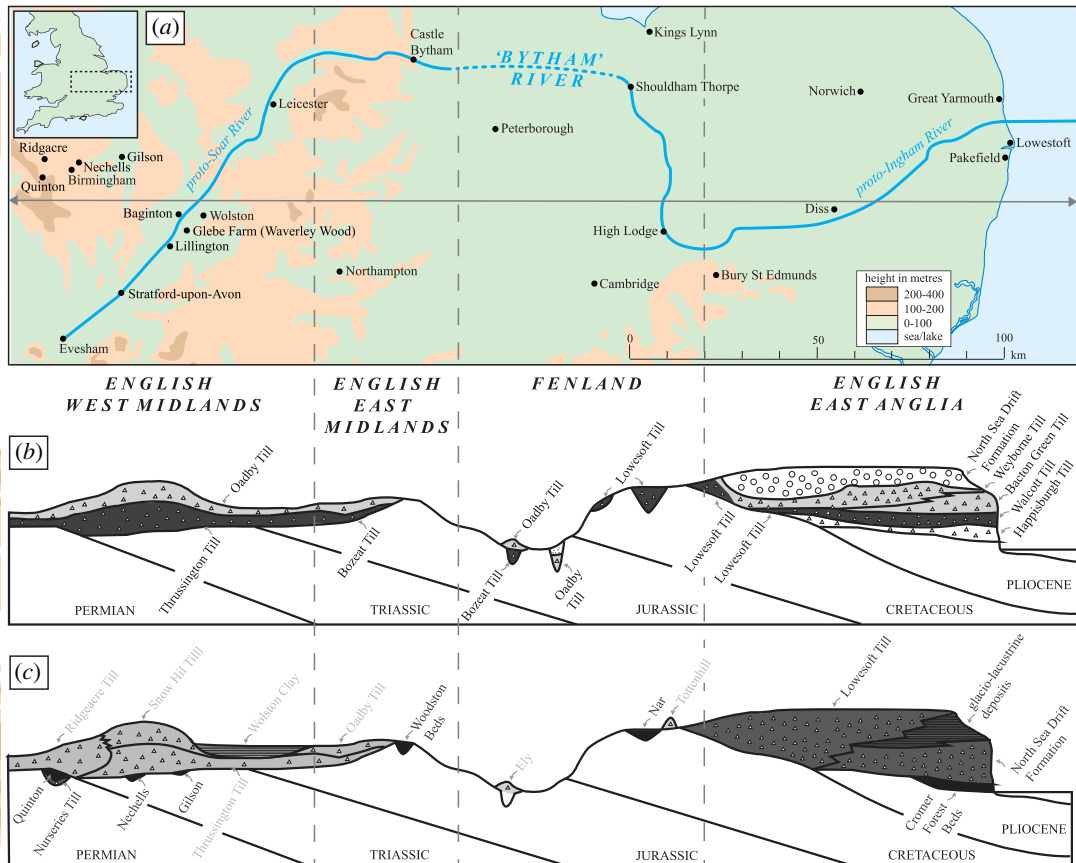 (a)
Castle
Bytham
Kings Lynn
'BYTHAM'
RIVER
Shouldham Thorpe
Norwich
Great Yarmouth
Leicester
Peterborough
proto-Soar River
Ridgacre
Gilson
Nechells
Birmingham
Quinton
proto-Ingham River
Lowestoft
Pakefield
Baginton
Wolston
Glebe Farm (Waverley Wood)
Lillington
Diss
High Lodge
Northampton
Cambridge
Bury St Edmunds
Stratford-upon-Avon
Evesham
height in metres
200-400
100-200
0-100
sea/lake
0
50
100
km
ENGLISH
WEST MIDLANDS
ENGLISH
EAST
MIDLANDS
FENLAND
ENGLISH
EAST ANGLIA
(b)
Oadby Till
Thrussington Till
Bozeat Till
Oadby Till
Bozeat Till
Oadby
Till
Lowesoft Till
Lowesoft Till
Lowesoft Till
North Sea Drift
Formation
Weyborne Till
Bacton Green Till
Walcott Till
Happisburgh Till
PERMIAN
TRIASSIC
JURASSIC
CRETACEOUS
PLIOCENE
(c)
Ridgeacre Till
Snow Hil Tilll
Wolston Clay
Oadby Till
Woodston
Beds
Nar
Tottenhill
Lowesoft Till
glacio-lacustrine
deposits
North Sea Drift
Formation
Quinton
Nurseries Till
Nechells
Gilson
Thrussington Till
Ely
Cromer
Forest
Beds
PERMIAN
TRIASSIC
JURASSIC
CRETACEOUS
PLIOCENE